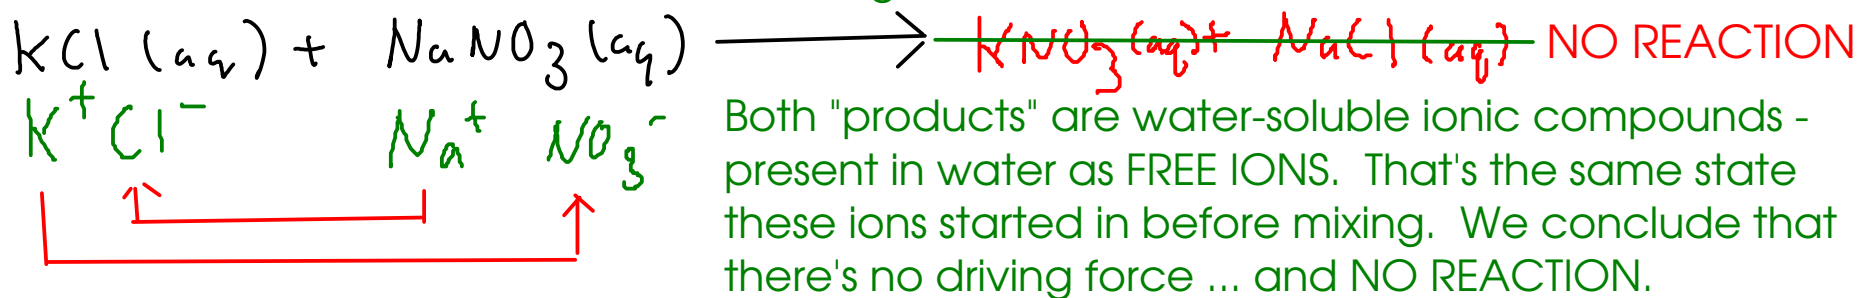 KCl (aq) + NaNO3 (aq) → KNO3 (aq) + NaCl (aq) NO REACTION
K+ Cl- Na+ NO3-
Both "products" are water-soluble ionic compounds -
present in water as FREE IONS. That's the same state
these ions started in before mixing. We conclude that
there's no driving force ... and NO REACTION.